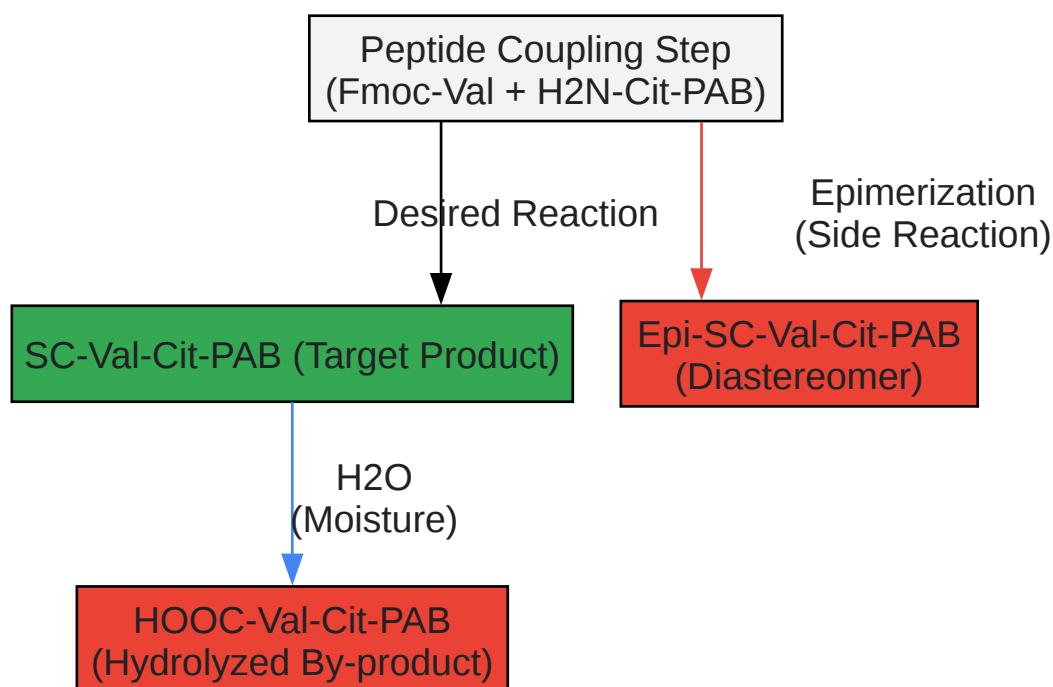 Peptide Coupling Step
(Fmoc-Val + H2N-Cit-PAB)
Desired Reaction
Epimerization
(Side Reaction)
SC-Val-Cit-PAB (Target Product)
Epi-SC-Val-Cit-PAB
(Diastereomer)
H2O
(Moisture)
HOOC-Val-Cit-PAB
(Hydrolyzed By-product)